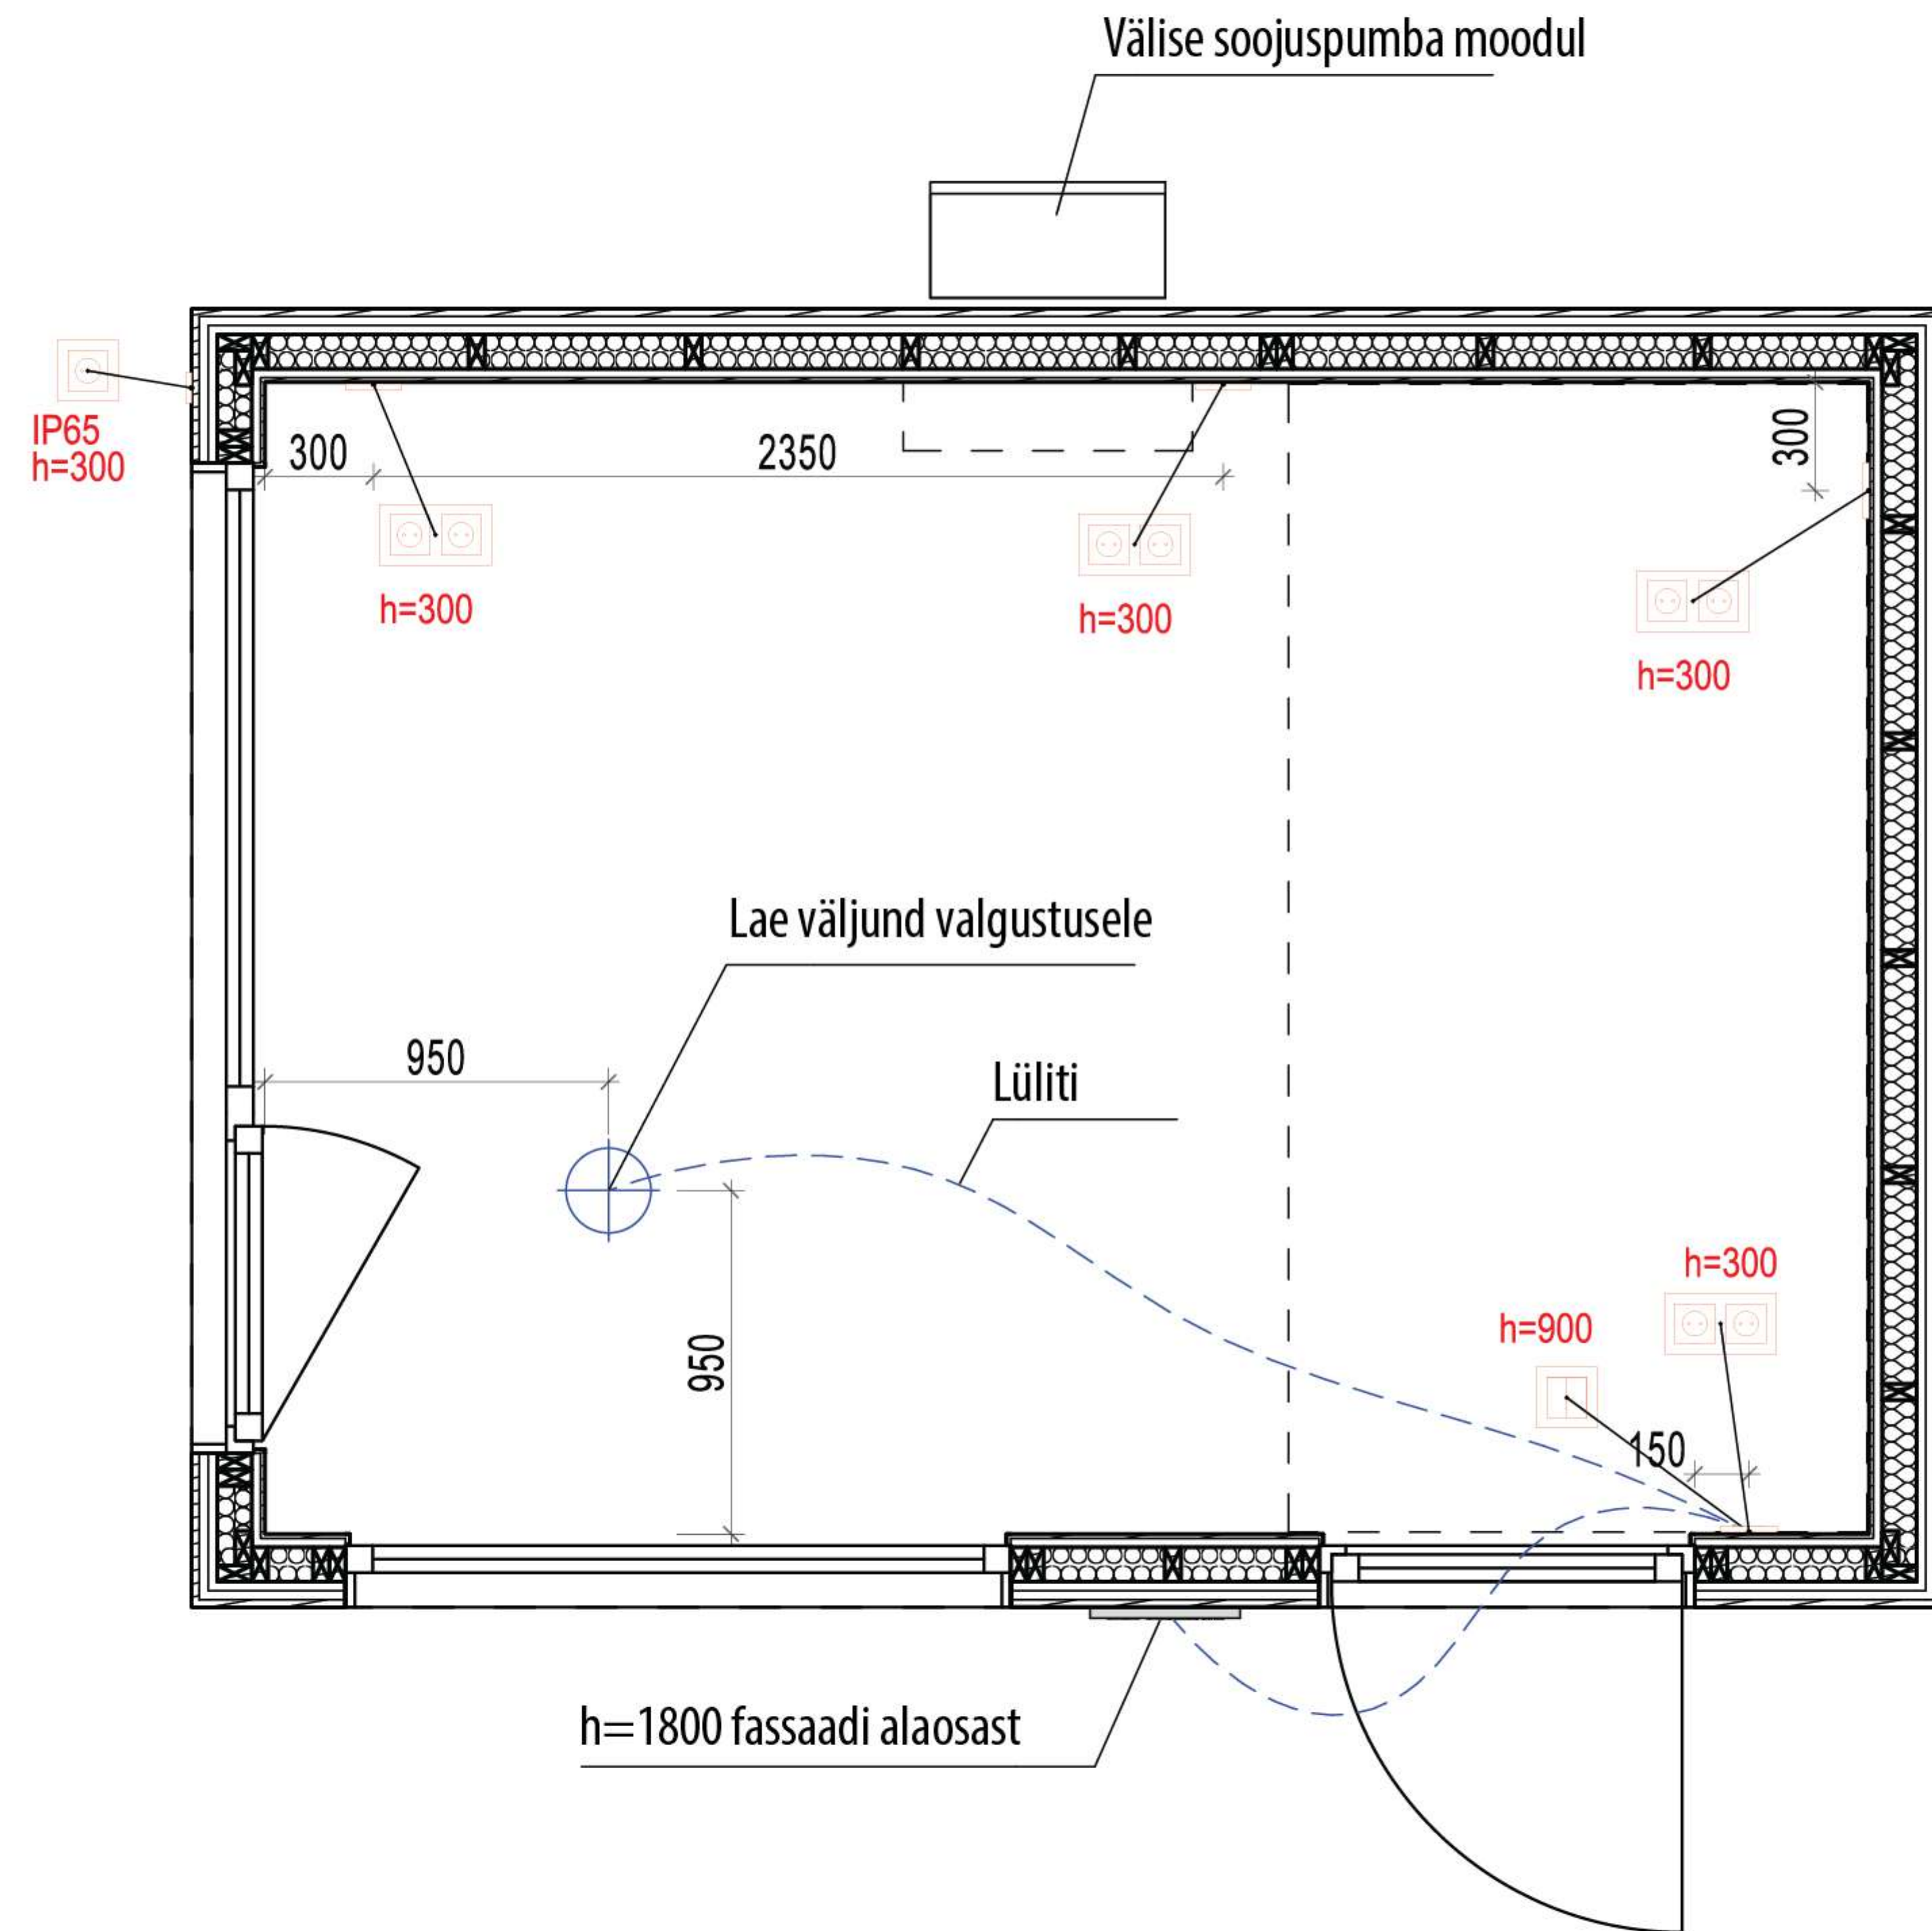 Välise soojuspumba moodul
IP65
h=300
300
2350
300
h=300
h=300
h=300
Lae väljund valgustusele
950
Lüliti
950
h=300
h=900
150
h=1800 fassaadi alaosast